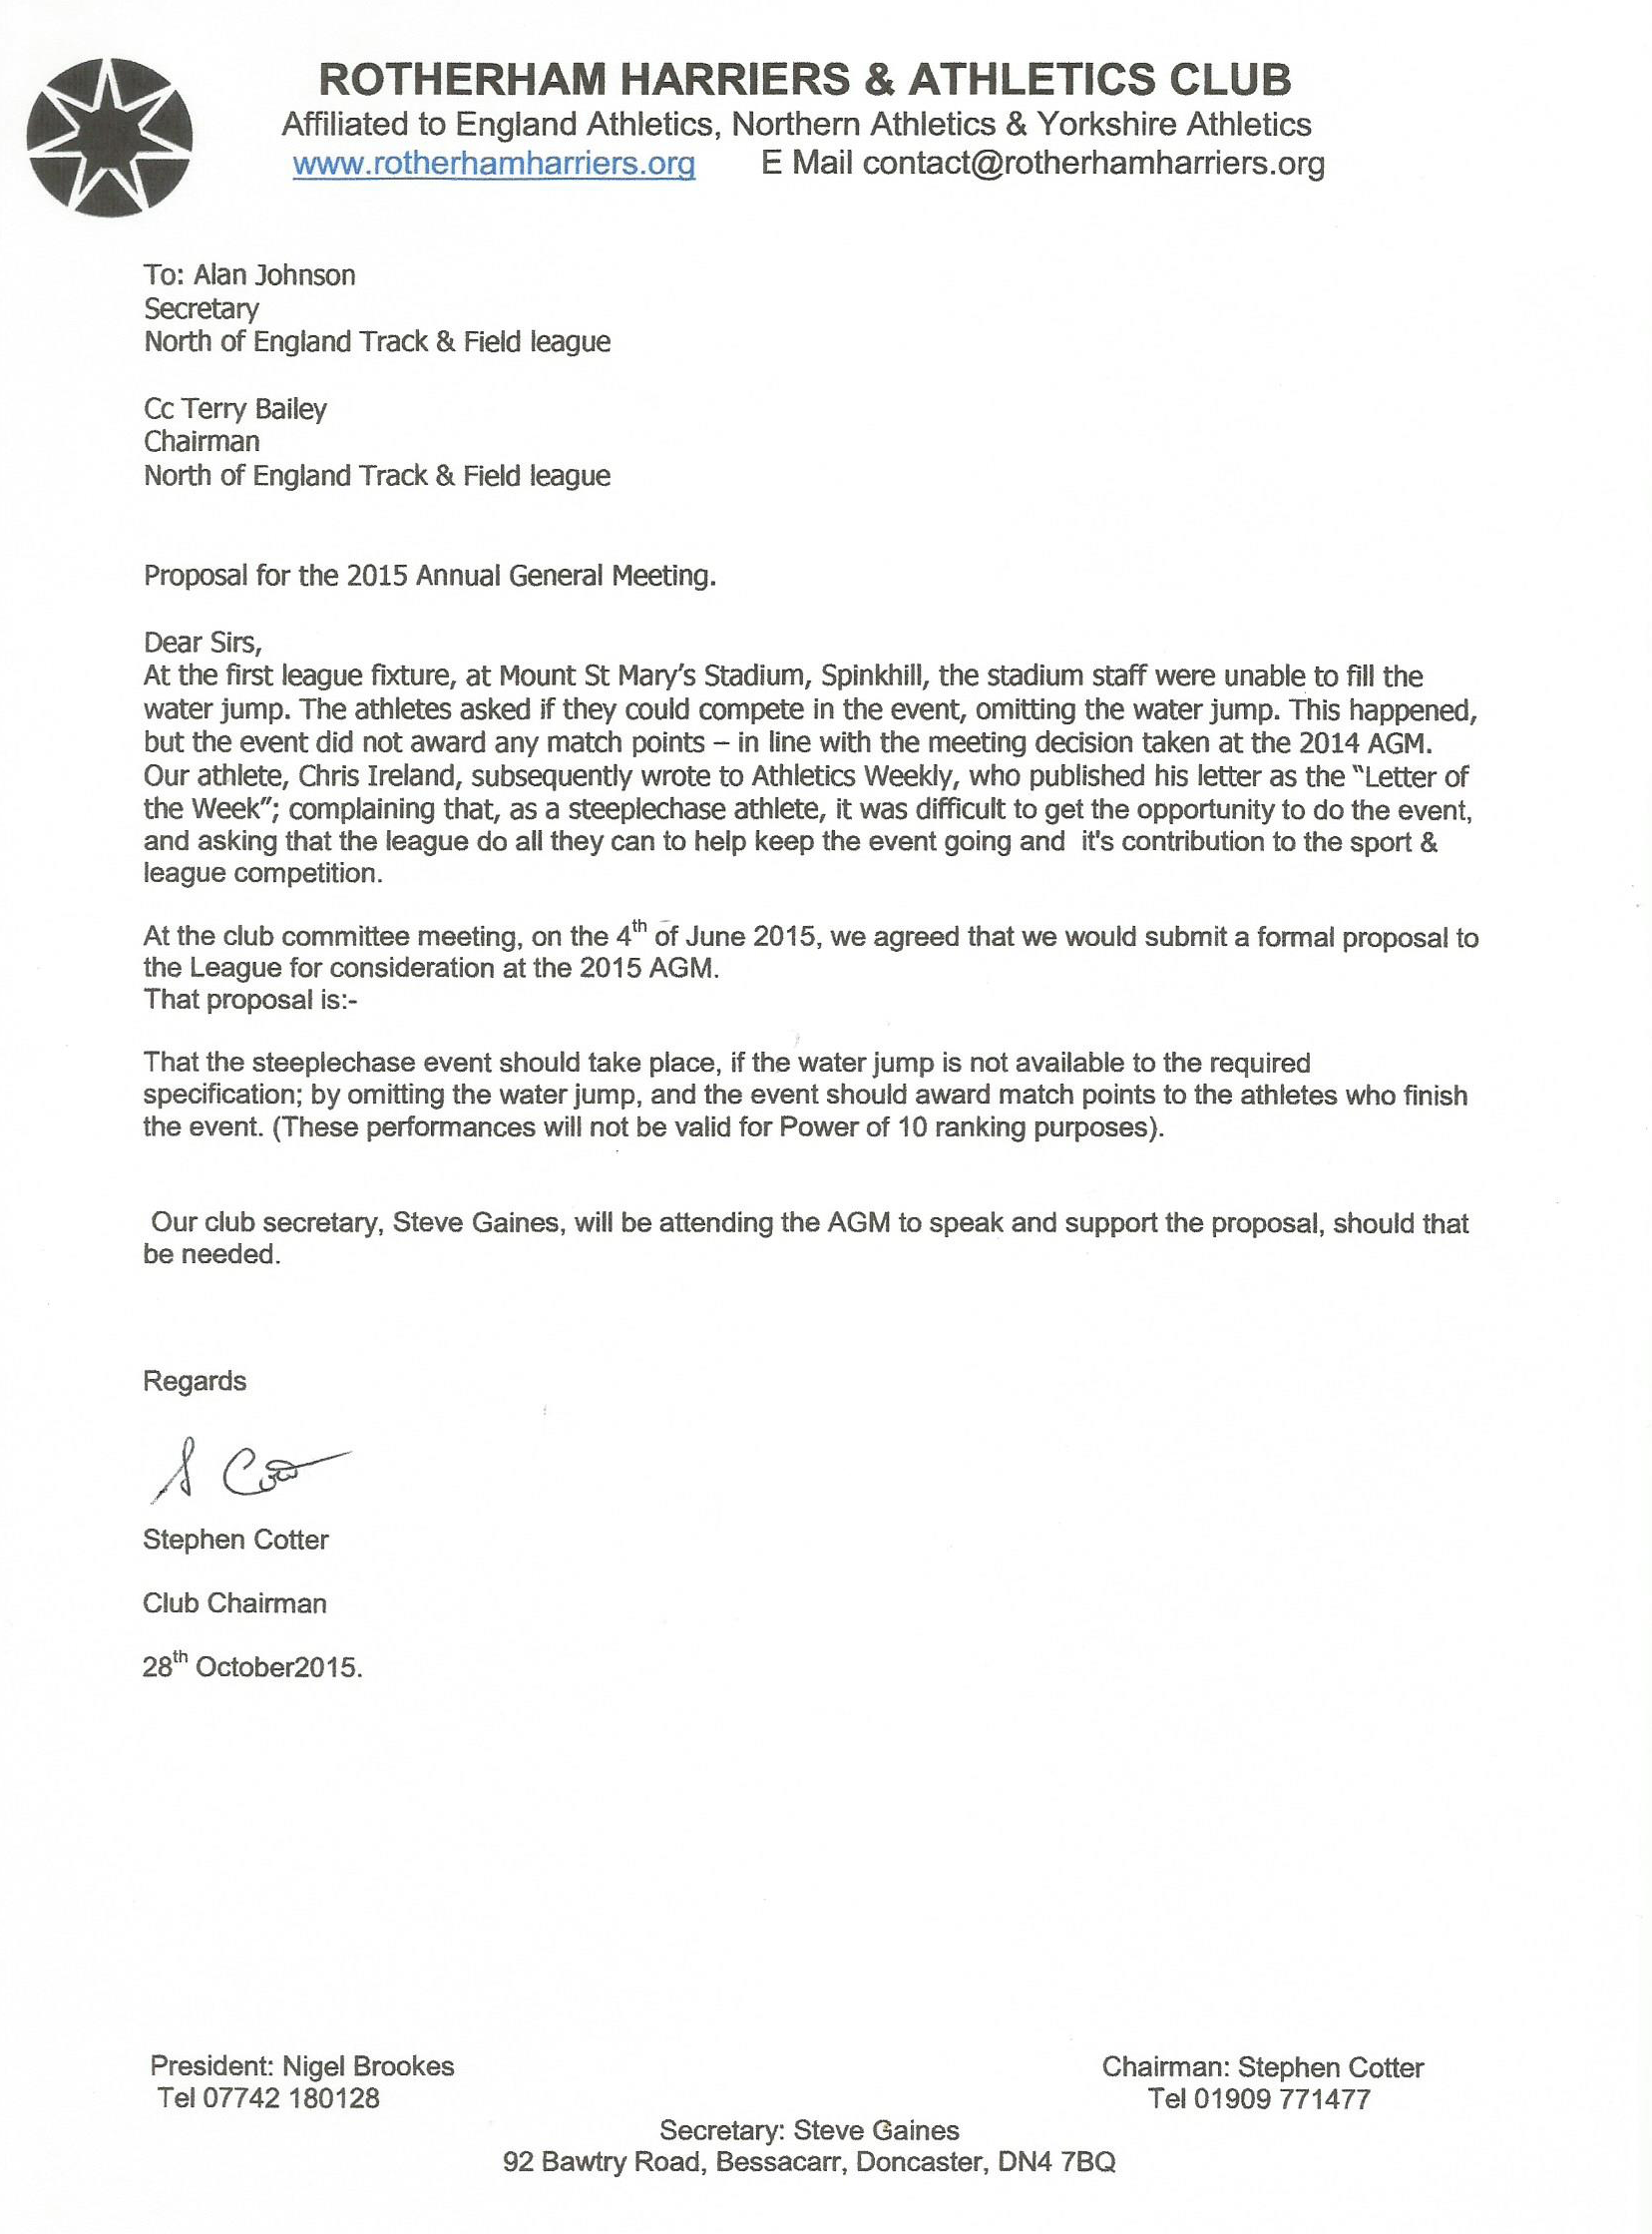 ROTHERHAM HARRIERS & ATHLETICS CLUB
Affiliated to England Athletics, Northern Athletics & Yorkshire Athletics
www.rotherhamharriers.org E Mail contact@rotherhamharriers.org
To: Alan Johnson
Secretary
North of England Track & Field league
Cc Terry Bailey
Chairman
North of England Track & Field league
Proposal for the 2015 Annual General Meeting.
Dear Sirs,
At the first league fixture, at Mount St Mary's Stadium, Spinkhill, the stadium staff were unable to fill the
water jump. The athletes asked if they could compete in the event, omitting the water jump. This happened,
but the event did not award any match points – in line with the meeting decision taken at the 2014 AGM.
Our athlete, Chris Ireland, subsequently wrote to Athletics Weekly, who published his letter as the "Letter of
the Week"; complaining that, as a steeplechase athlete, it was difficult to get the opportunity to do the event,
and asking that the league do all they can to help keep the event going and it's contribution to the sport &
league competition.
At the club committee meeting, on the 4th of June 2015, we agreed that we would submit a formal proposal to
the League for consideration at the 2015 AGM.
That proposal is:-
That the steeplechase event should take place, if the water jump is not available to the required
specification; by omitting the water jump, and the event should award match points to the athletes who finish
the event. (These performances will not be valid for Power of 10 ranking purposes).
Our club secretary, Steve Gaines, will be attending the AGM to speak and support the proposal, should that
be needed.
Regards
Stephen Cotter
Club Chairman
28th October2015.
President: Nigel Brookes Chairman: Stephen Cotter
Tel 07742 180128 Tel 01909 771477
Secretary: Steve Gaines
92 Bawtry Road, Bessacarr, Doncaster, DN4 7BQ